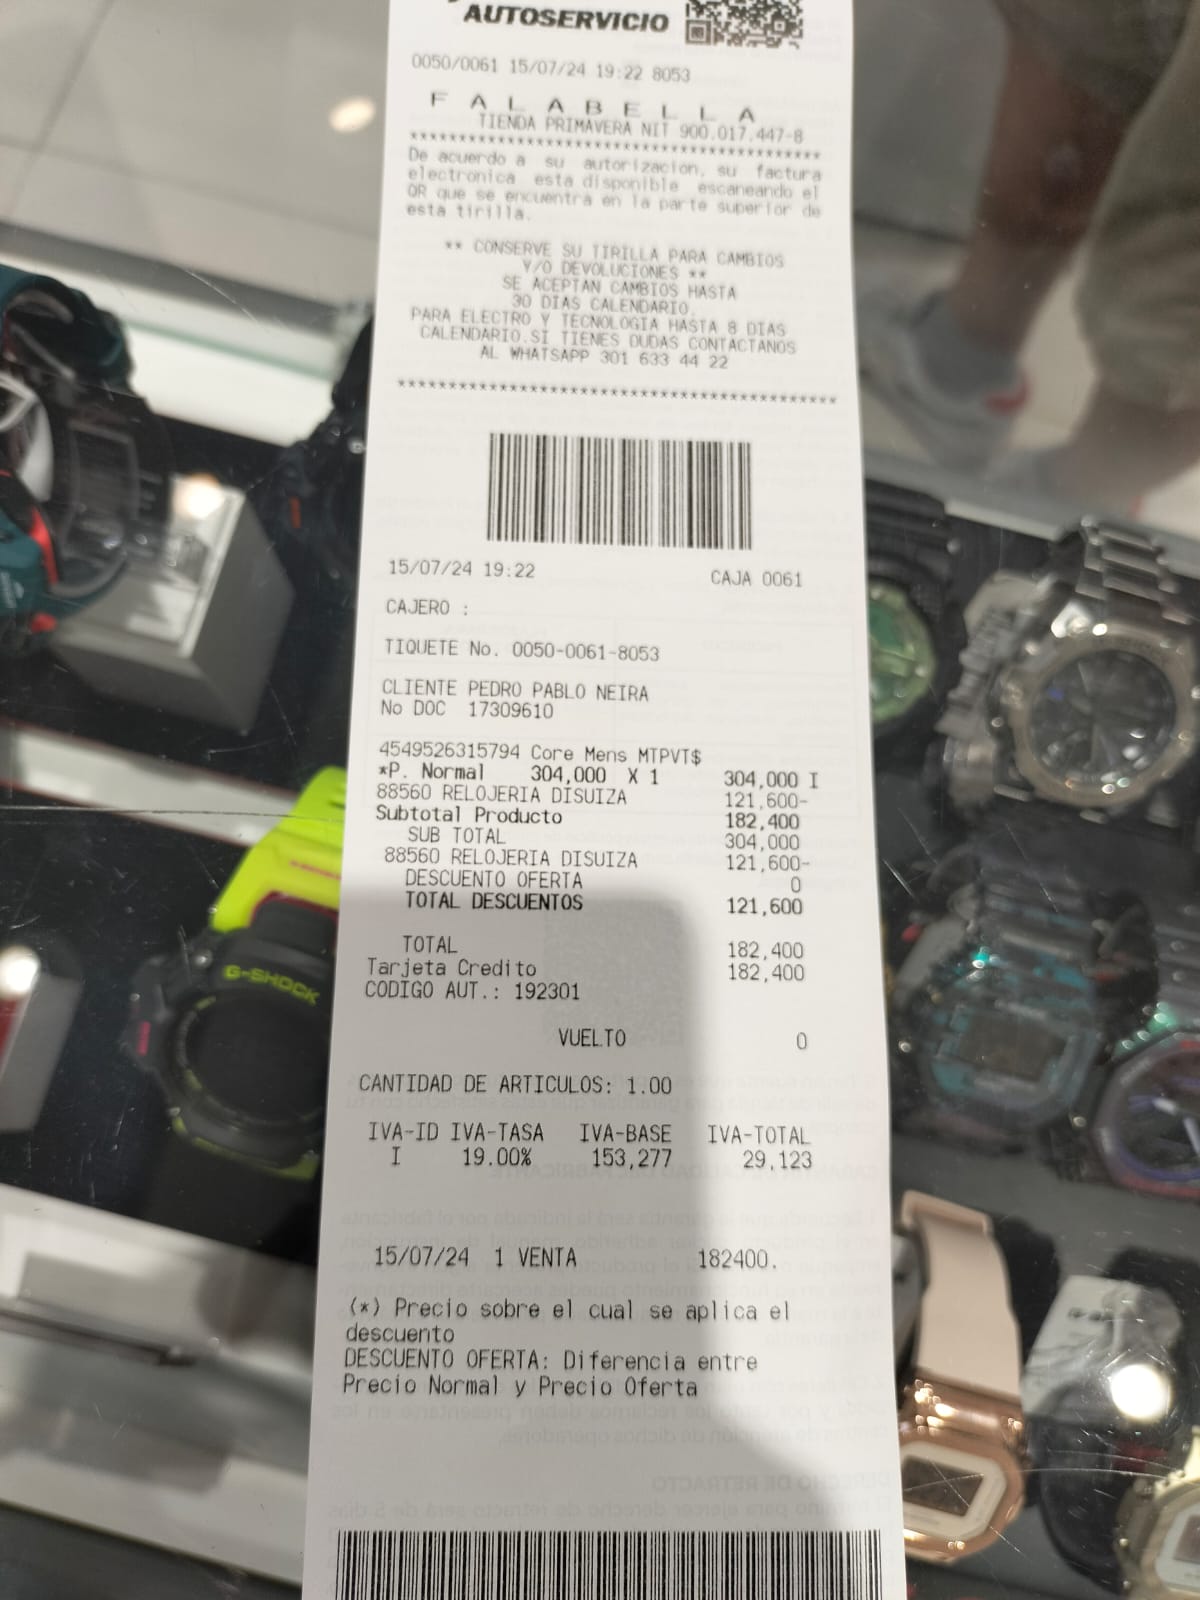 AUTOSERVICIO
0050/0061 15/07/24 19:22 8053
F A L A B E L L A
TIENDA PRIMAVERA NIT 900.017.447-8
******************************************
De acuerdo a su autorizacion, su factura
electronica esta disponible escaneando el
QR que se encuentra en la parte superior de
esta tirilla.
** CONSERVE SU TIRILLA PARA CAMBIOS
Y/O DEVOLUCIONES **
SE ACEPTAN CAMBIOS HASTA
30 DIAS CALENDARIO.
PARA ELECTRO Y TECNOLOGIA HASTA 8 DIAS
CALENDARIO.SI TIENES DUDAS CONTACTANOS
AL WHATSAPP 301 633 44 22
******************************************
15/07/24 19:22 CAJA 0061
CAJERO :
TIQUETE No. 0050-0061-8053
CLIENTE PEDRO PABLO NEIRA
No DOC 17309610
4549526315794 Core Mens MTPVT$
*P. Normal 304,000 X 1 304,000 I
88560 RELOJERIA DISUIZA 121,600-
Subtotal Producto 182,400
SUB TOTAL 304,000
88560 RELOJERIA DISUIZA 121,600-
DESCUENTO OFERTA 0
TOTAL DESCUENTOS 121,600
TOTAL 182,400
Tarjeta Credito 182,400
CODIGO AUT.: 192301
VUELTO 0
CANTIDAD DE ARTICULOS: 1.00
IVA-ID IVA-TASA IVA-BASE IVA-TOTAL
I 19.00% 153,277 29,123
15/07/24 1 VENTA 182400.
(*) Precio sobre el cual se aplica el
descuento
DESCUENTO OFERTA: Diferencia entre
Precio Normal y Precio Oferta
G-SHOCK